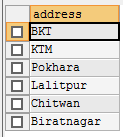 address
BKT
KTM
Pokhara
Lalitpur
Chitwan
Biratnagar